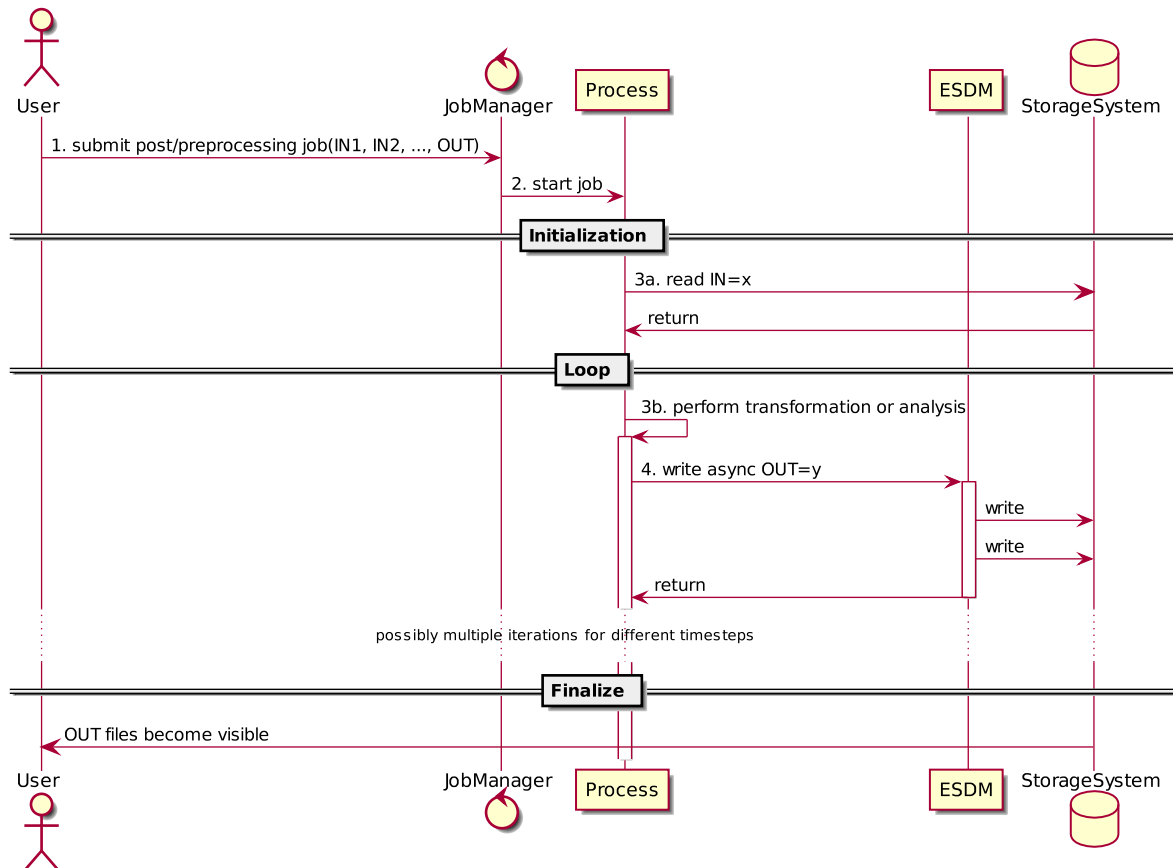 User
JobManager
Process
ESDM
StorageSystem
1. submit post/preprocessing job(IN1, IN2, ..., OUT)
2. start job
Initialization
3a. read IN=x
return
Loop
3b. perform transformation or analysis
4. write async OUT=y
write
write
return
possibly multiple iterations for different timesteps
Finalize
OUT files become visible
User
JobManager
Process
ESDM
StorageSystem